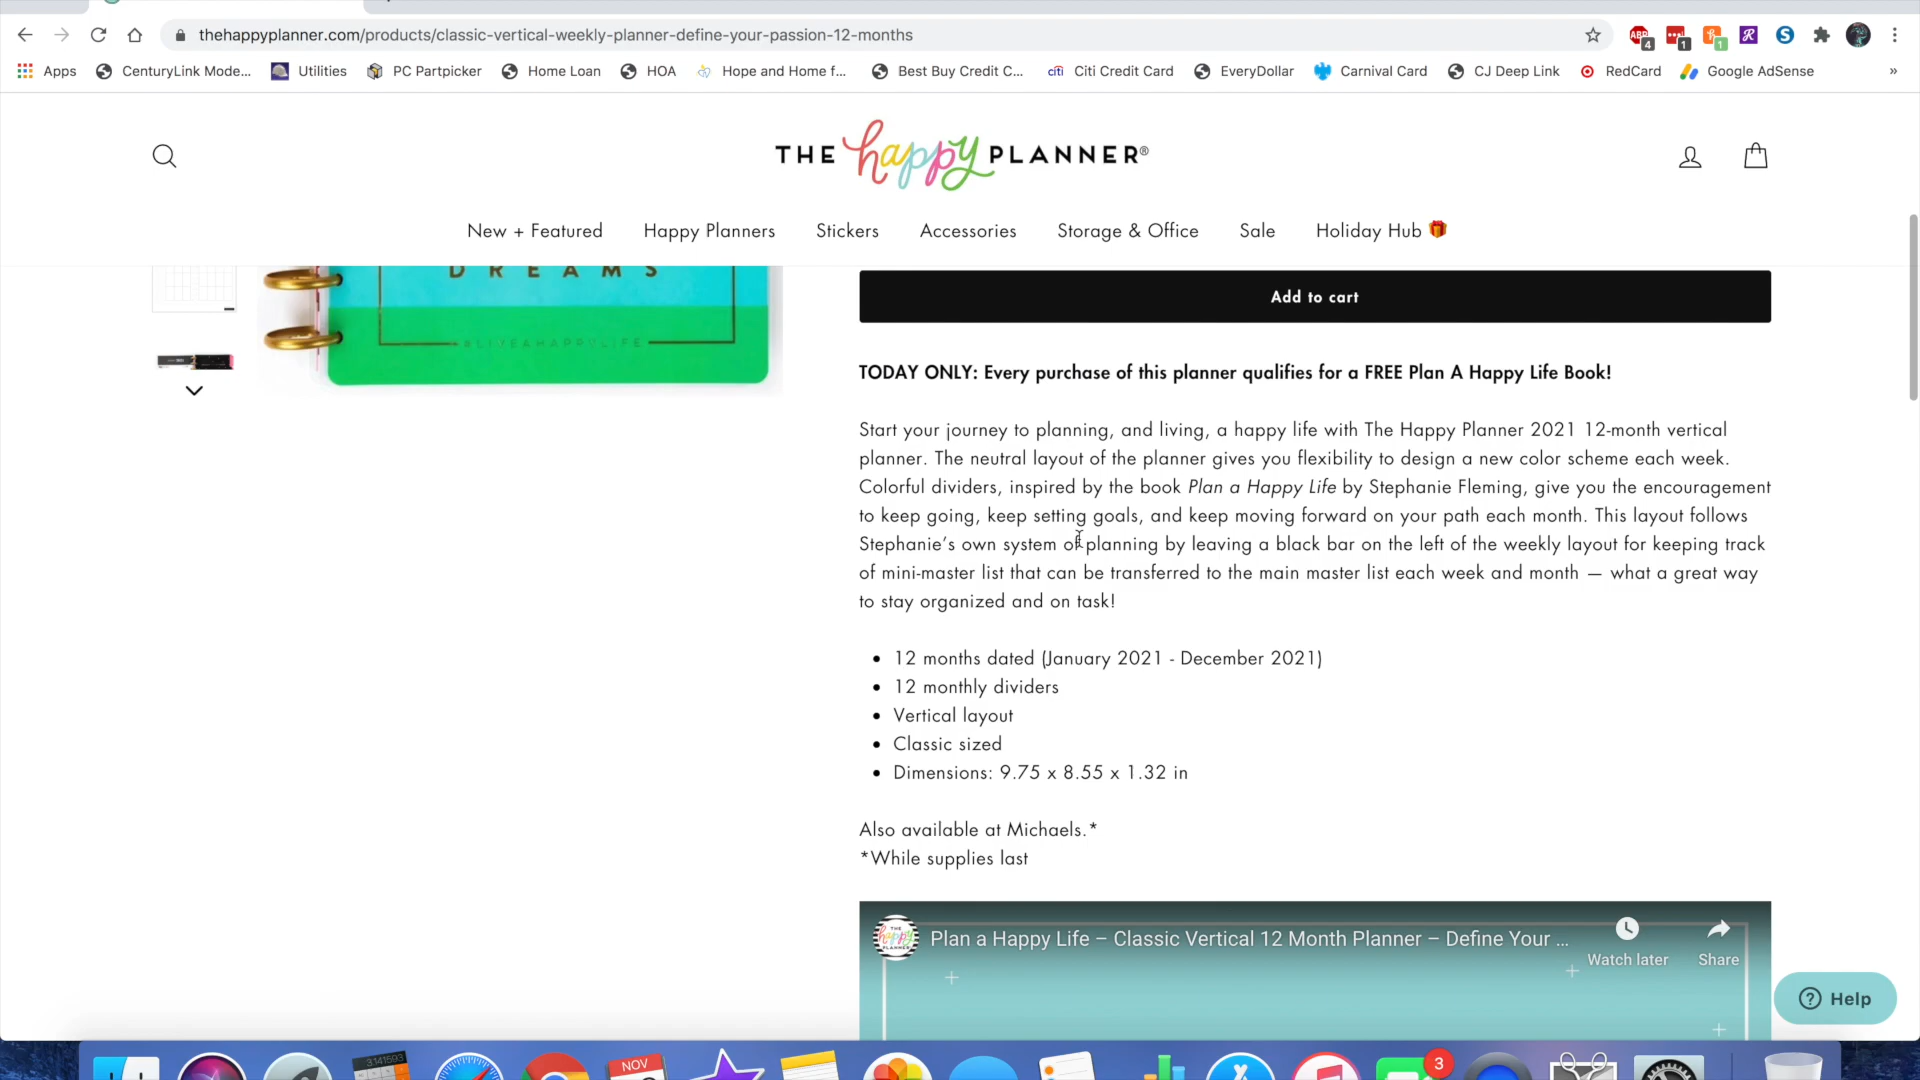 thehappyplanner.com/products/classic-vertical-weekly-planner-define-your-passion-12-months
ABP 4 1 1 R S
Apps CenturyLink Mode... Utilities PC Partpicker Home Loan HOA Hope and Home f... Best Buy Credit C... citi Citi Credit Card EveryDollar Carnival Card CJ Deep Link RedCard Google AdSense »
THE happy PLANNER®
New + Featured Happy Planners Stickers Accessories Storage & Office Sale Holiday Hub
DREAMS
#LIVEAHAPPYLIFE
Add to cart
TODAY ONLY: Every purchase of this planner qualifies for a FREE Plan A Happy Life Book!
Start your journey to planning, and living, a happy life with The Happy Planner 2021 12-month vertical
planner. The neutral layout of the planner gives you flexibility to design a new color scheme each week.
Colorful dividers, inspired by the book Plan a Happy Life by Stephanie Fleming, give you the encouragement
to keep going, keep setting goals, and keep moving forward on your path each month. This layout follows
Stephanie's own system of planning by leaving a black bar on the left of the weekly layout for keeping track
of mini-master list that can be transferred to the main master list each week and month — what a great way
to stay organized and on task!
• 12 months dated (January 2021 - December 2021)
• 12 monthly dividers
• Vertical layout
• Classic sized
• Dimensions: 9.75 x 8.55 x 1.32 in
Also available at Michaels.*
*While supplies last
THE happy PLANNER
Plan a Happy Life – Classic Vertical 12 Month Planner – Define Your ...
Watch later Share
? Help
3.141593
NOV
3